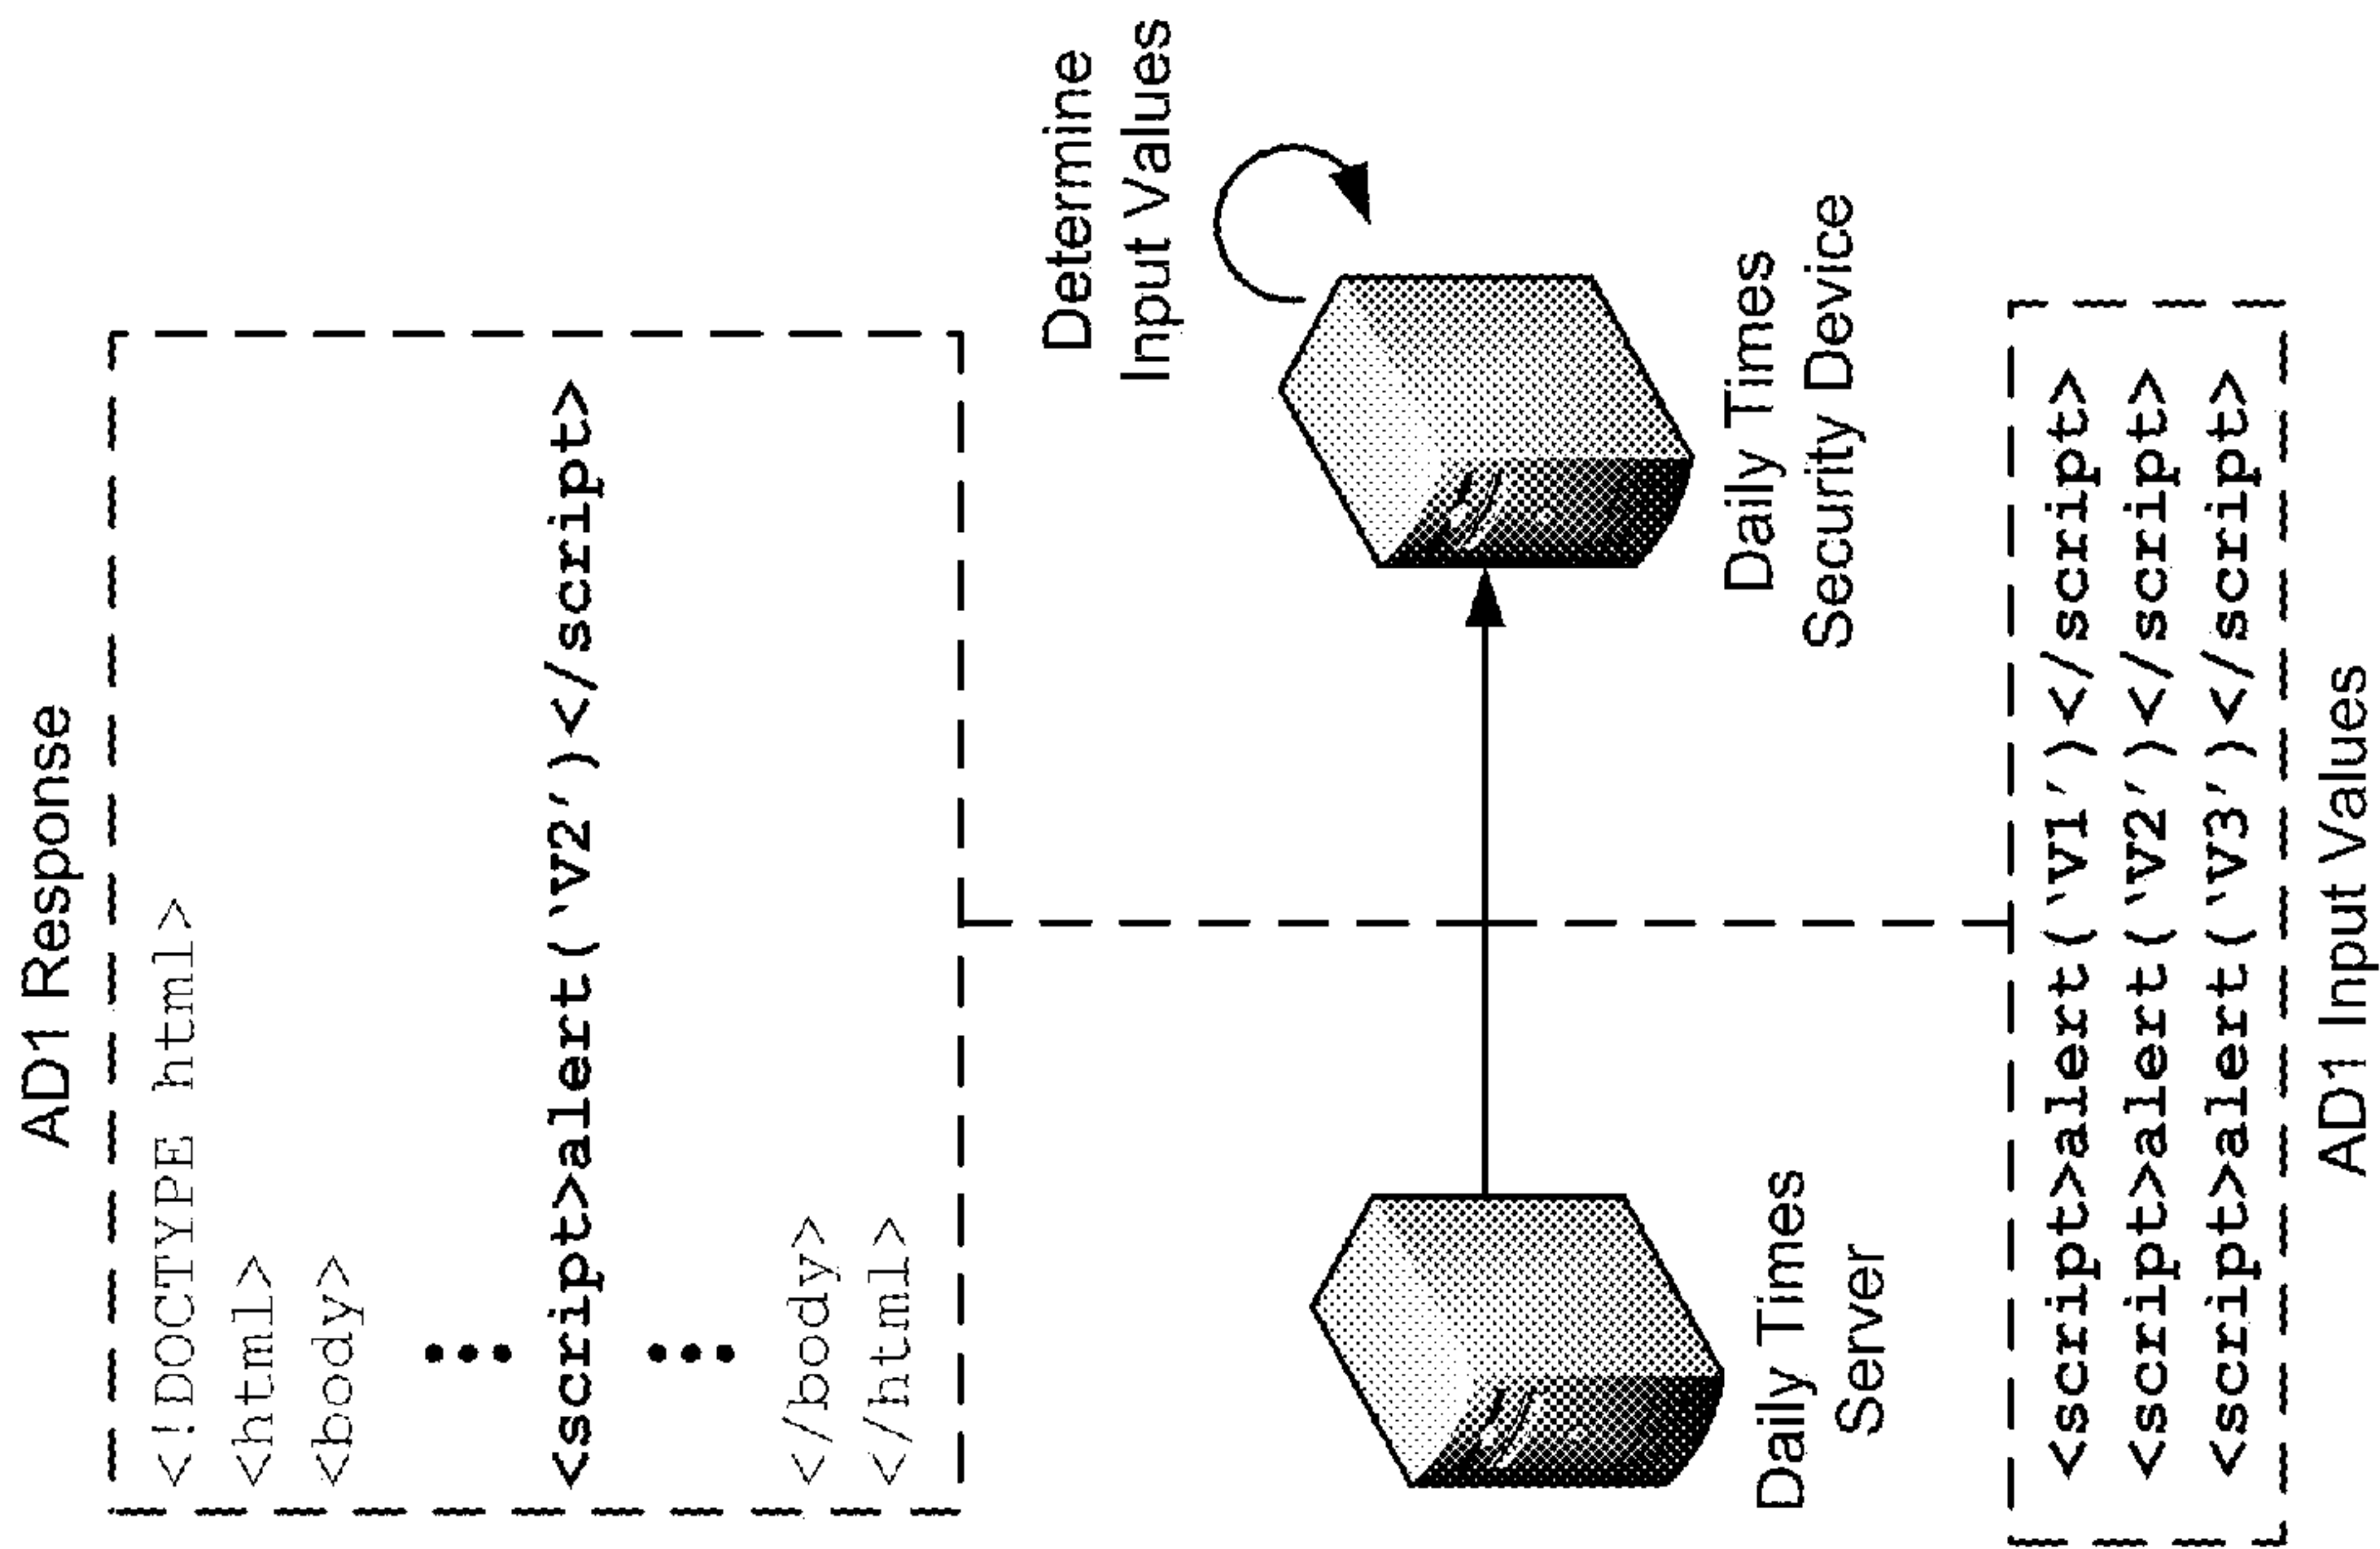 AD1 Response
<!DOCTYPE html>
<html>
<body>
•••
<script>alert(‘V2’)</script>
•••
</body>
</html>
Determine
Input Values
Daily Times
Server
Daily Times
Security Device
<script>alert(‘V1’)</script>
<script>alert(‘V2’)</script>
<script>alert(‘V3’)</script>
AD1 Input Values